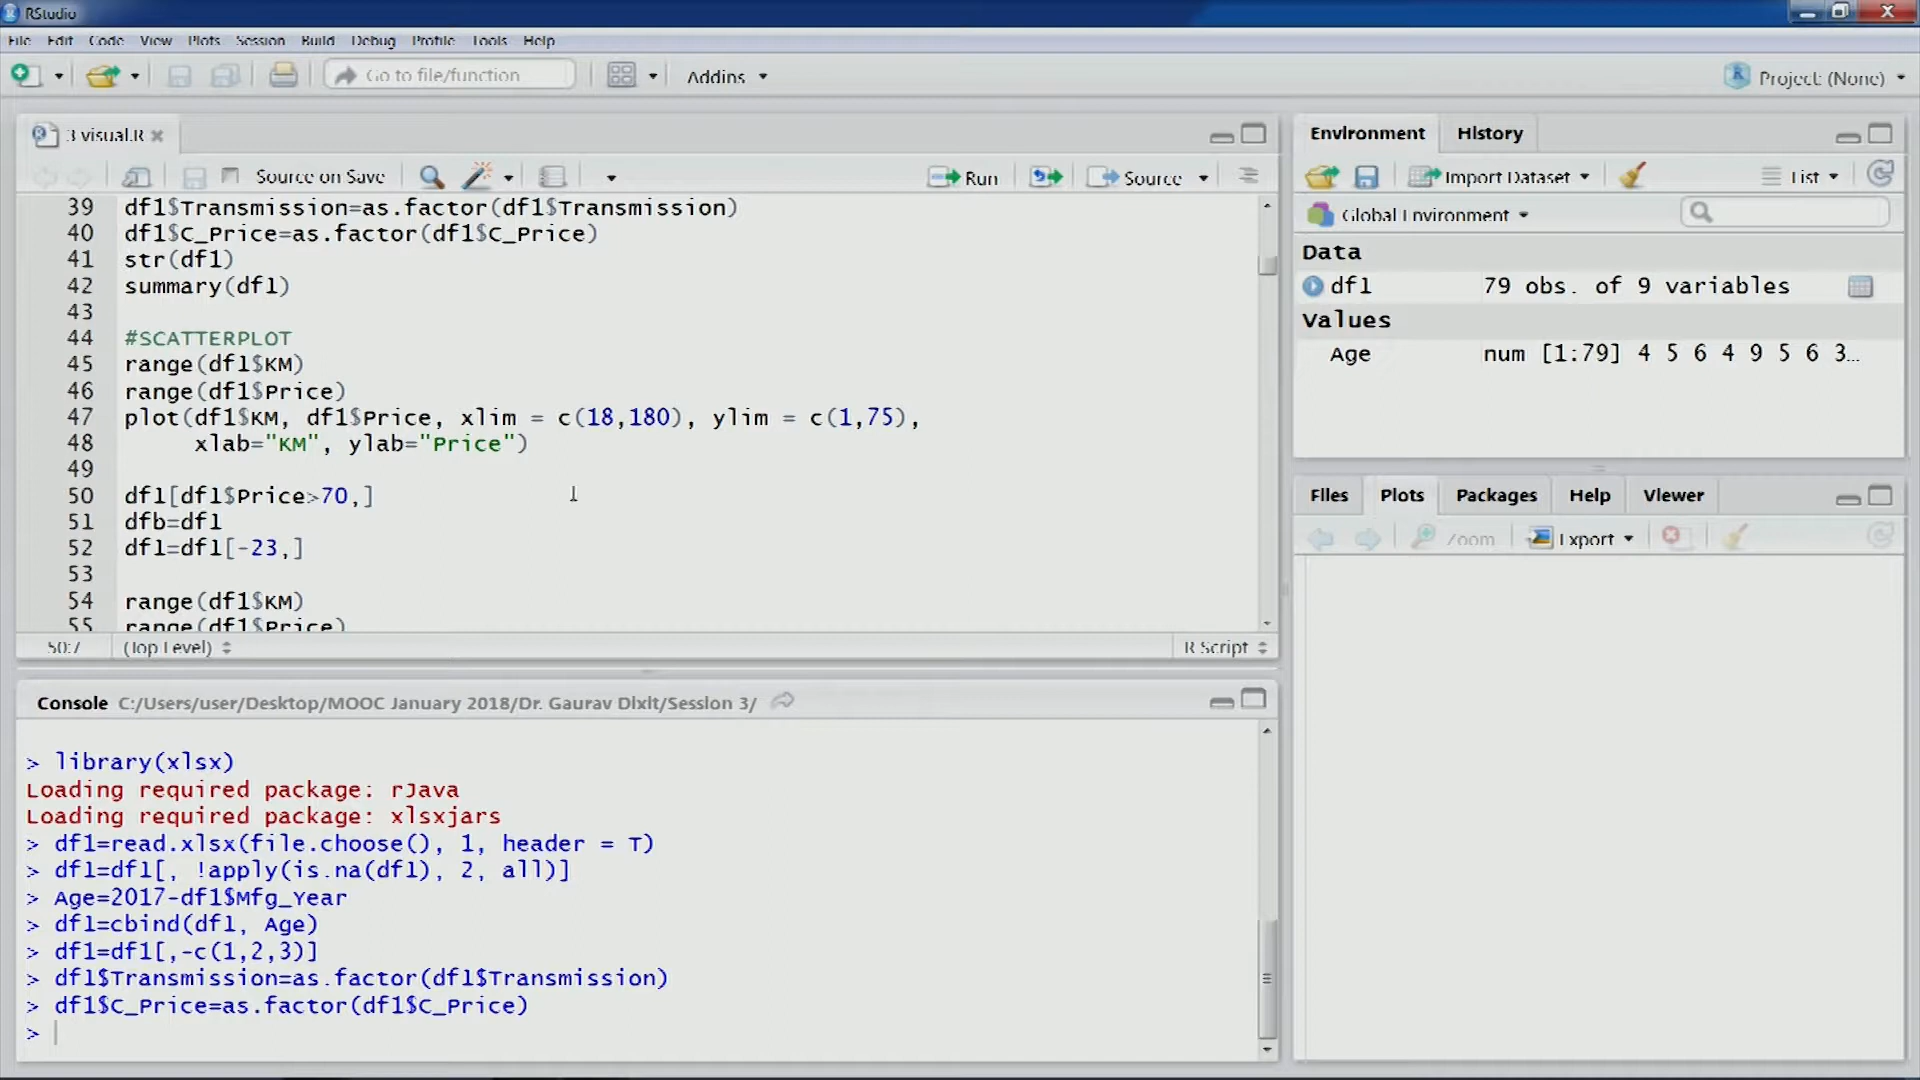 RStudio
File Edit Code View Plots Session Build Debug Profile Tools Help
Go to file/function Addins Project: (None)
3 visual.R
Source on Save Run Source
39 df1$Transmission=as.factor(df1$Transmission)
40 df1$C_Price=as.factor(df1$C_Price)
41 str(df1)
42 summary(df1)
43
44 #SCATTERPLOT
45 range(df1$KM)
46 range(df1$Price)
47 plot(df1$KM, df1$Price, xlim = c(18,180), ylim = c(1,75),
48 xlab="KM", ylab="Price")
49
50 df1[df1$Price>70,]
51 dfb=df1
52 df1=df1[-23,]
53
54 range(df1$KM)
55 range(df1$Price)
50:7 (Top Level) R Script
Console C:/Users/user/Desktop/MOOC January 2018/Dr. Gaurav Dixit/Session 3/
> library(xlsx)
Loading required package: rJava
Loading required package: xlsxjars
> df1=read.xlsx(file.choose(), 1, header = T)
> df1=df1[, !apply(is.na(df1), 2, all)]
> Age=2017-df1$Mfg_Year
> df1=cbind(df1, Age)
> df1=df1[,-c(1,2,3)]
> df1$Transmission=as.factor(df1$Transmission)
> df1$C_Price=as.factor(df1$C_Price)
>
Environment History
Import Dataset List
Global Environment
Data
df1 79 obs. of 9 variables
Values
Age num [1:79] 4 5 6 4 9 5 6 3…
Files Plots Packages Help Viewer
Zoom Export